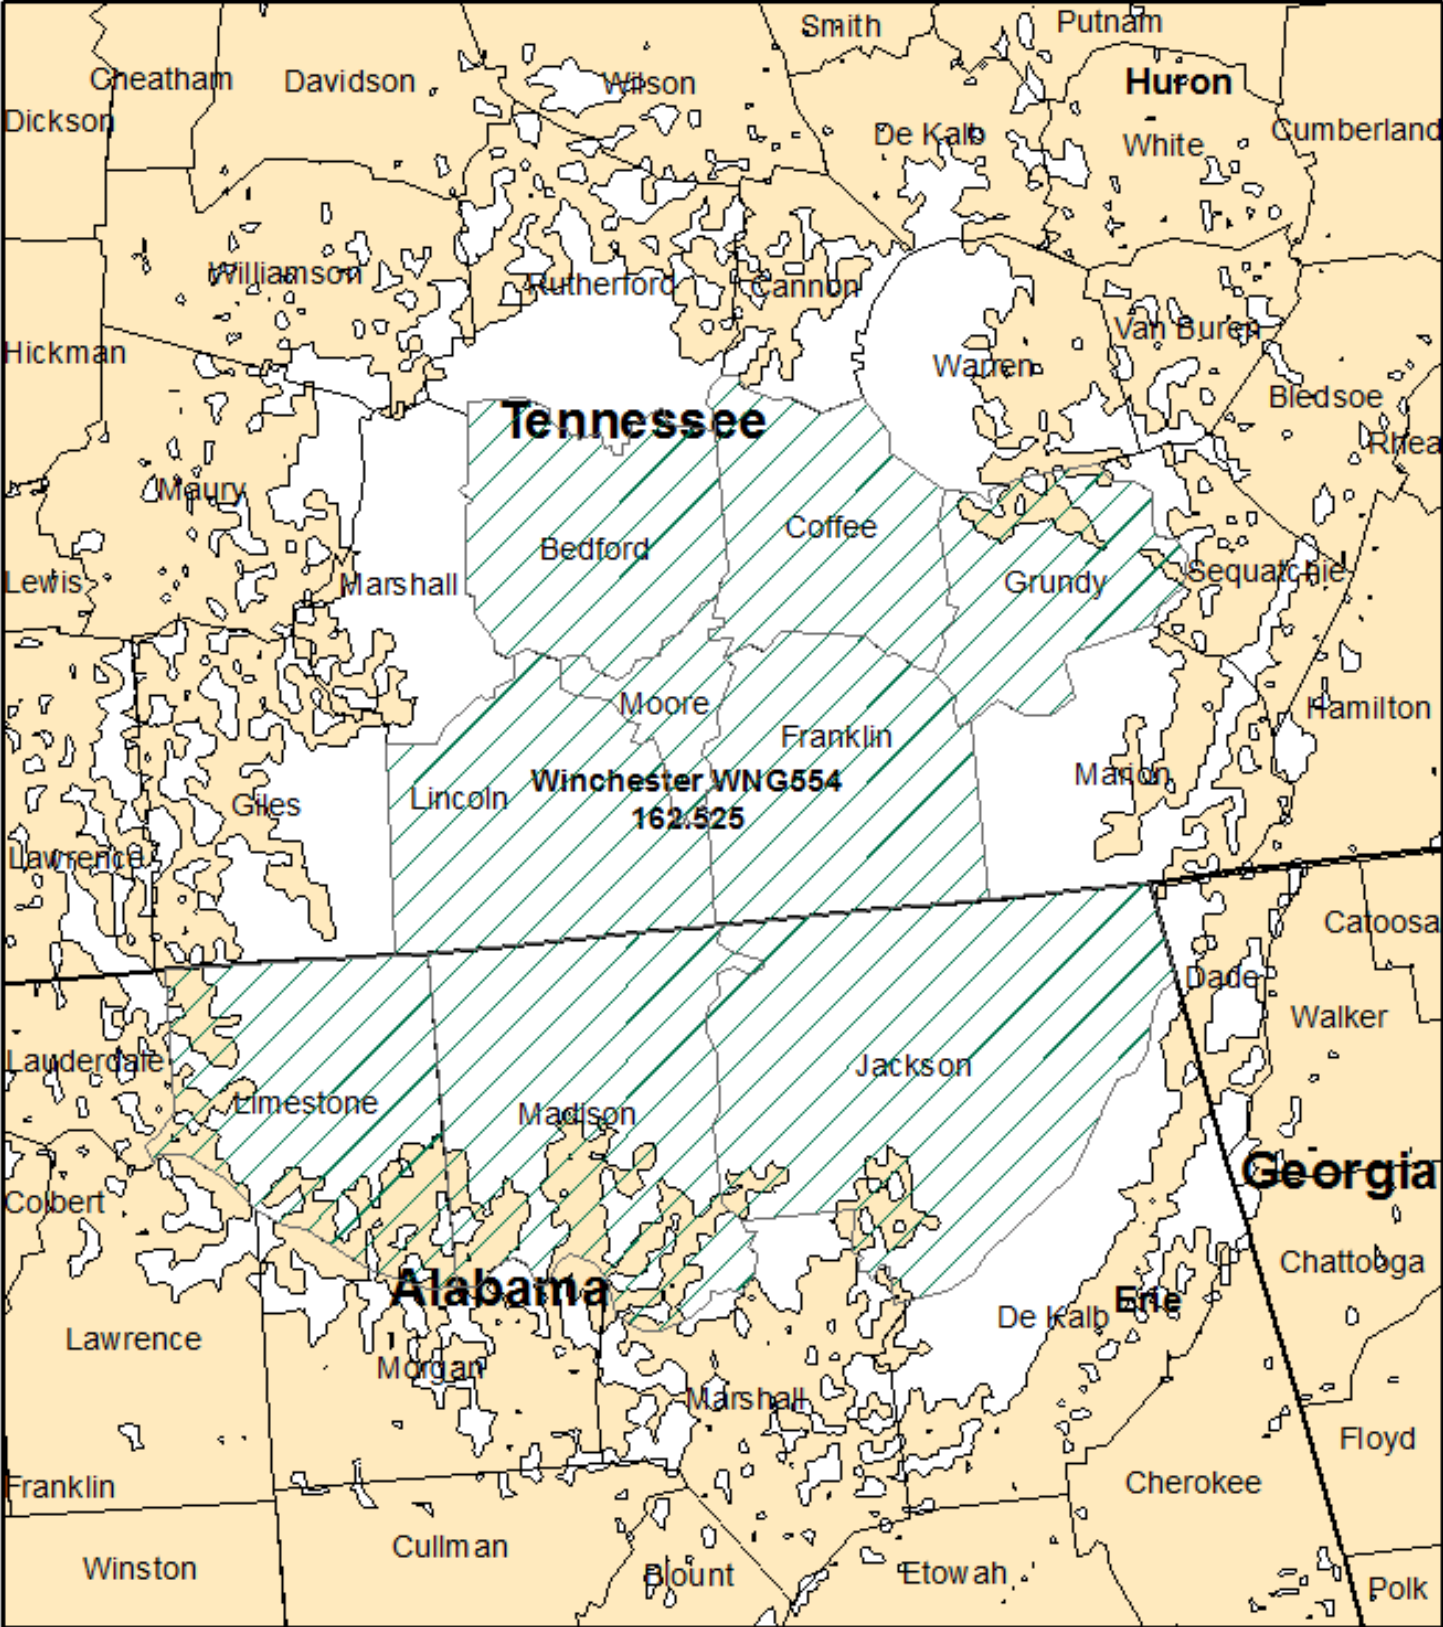 Smith
Putnam
Cheatham
Davidson
Wilson
Huron
Dickson
De Kalb
White
Cumberland
Williamson
Rutherford
Cannon
Van Buren
Hickman
Warren
Bledsoe
Tennessee
Rhea
Maury
Coffee
Bedford
Lewis
Marshall
Grundy
Sequatchie
Moore
Hamilton
Franklin
Marion
Winchester WNG554
162.525
Giles
Lincoln
Lawrence
Catoosa
Dade
Walker
Lauderdale
Jackson
Limestone
Madison
Georgia
Colbert
Chattooga
Alabama
Erie
De Kalb
Lawrence
Morgan
Marshall
Floyd
Franklin
Cherokee
Cullman
Winston
Blount
Etowah
Polk